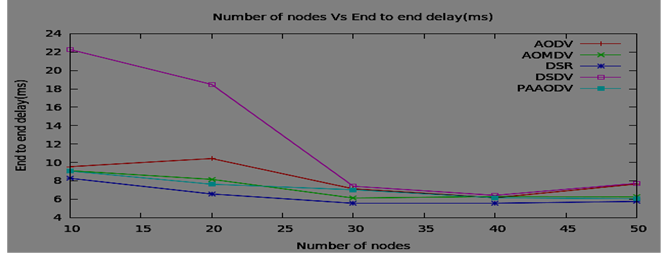 Number of nodes Vs End to end delay(ms)
24
22
20
18
16
14
12
10
8
6
4
End to end delay(ms)
AODV
AOMDV
DSR
DSDV
PAAODV
10 15 20 25 30 35 40 45 50
Number of nodes